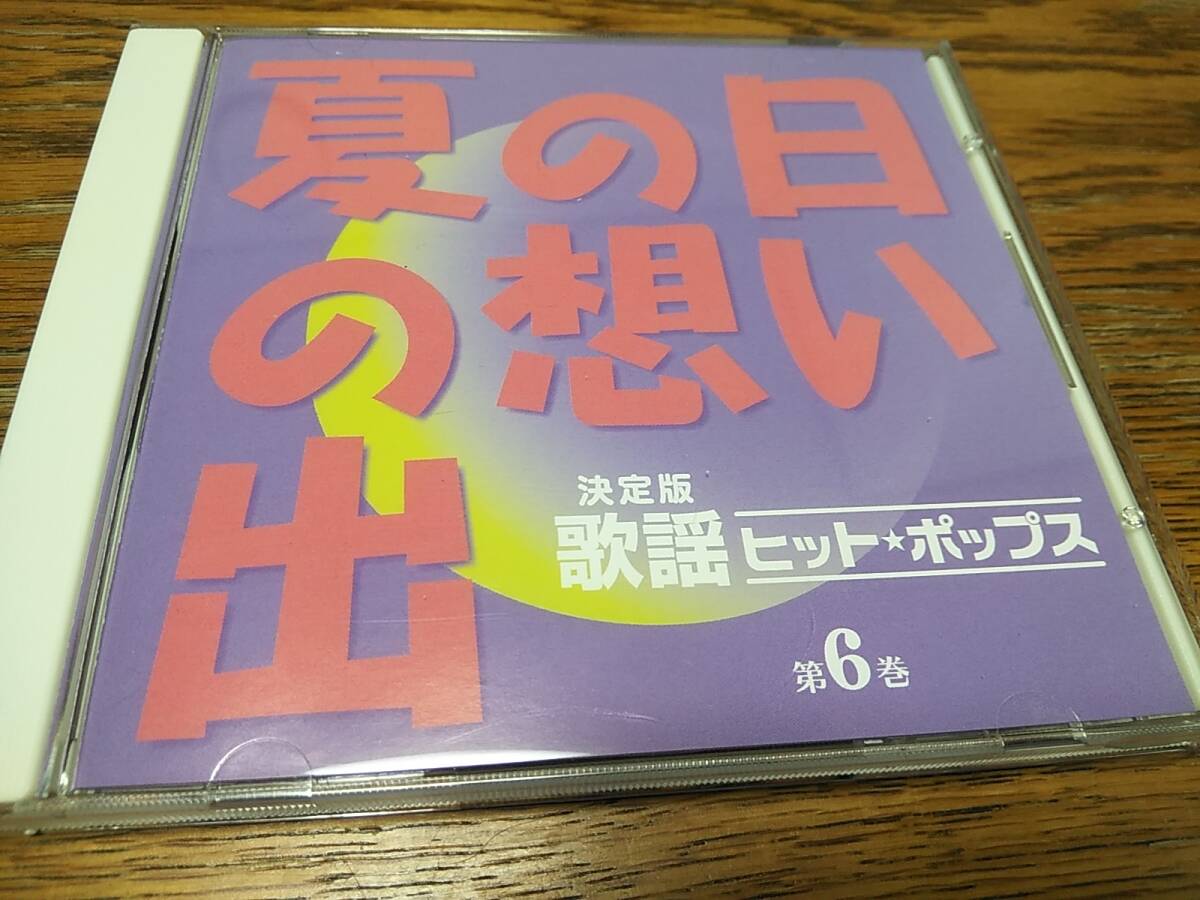 夏の日
の想い
出
決定版
歌謡ヒット★ポップス
第6巻